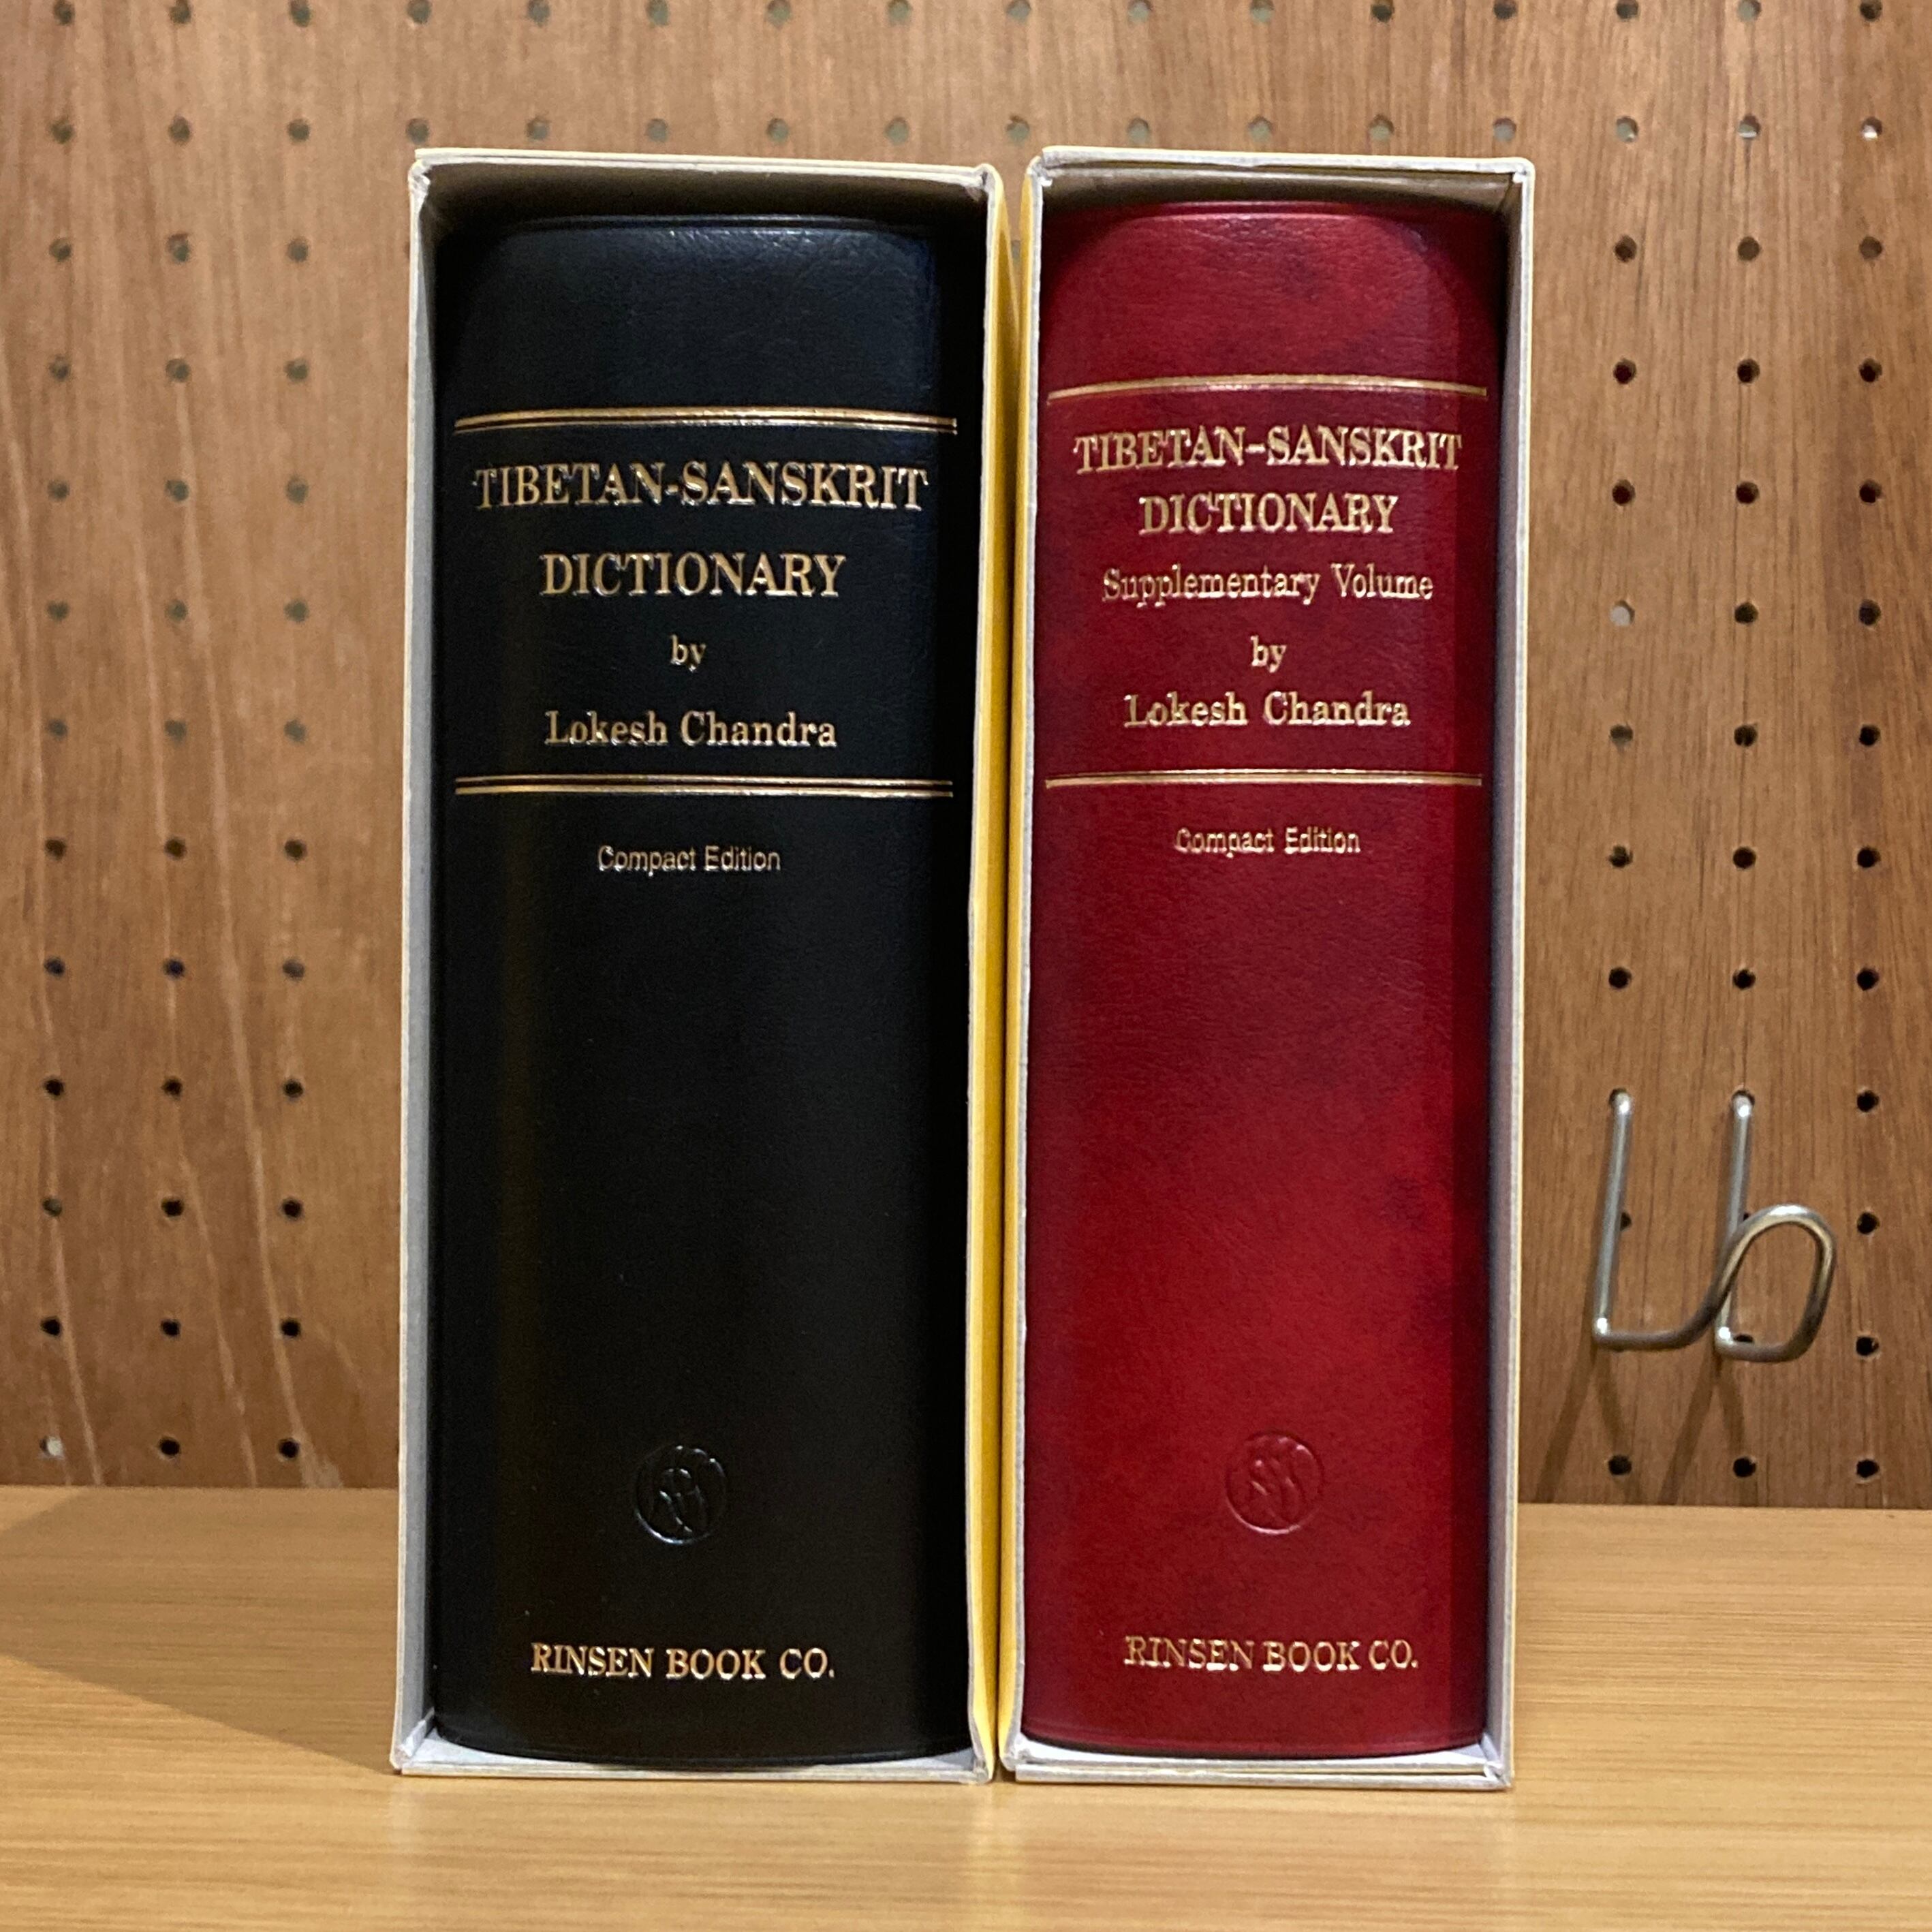 TIBETAN-SANSKRIT
DICTIONARY
by
Lokesh Chandra
Compact Edition
RINSEN BOOK CO.
TIBETAN-SANSKRIT
DICTIONARY
Supplementary Volume
by
Lokesh Chandra
Compact Edition
RINSEN BOOK CO.